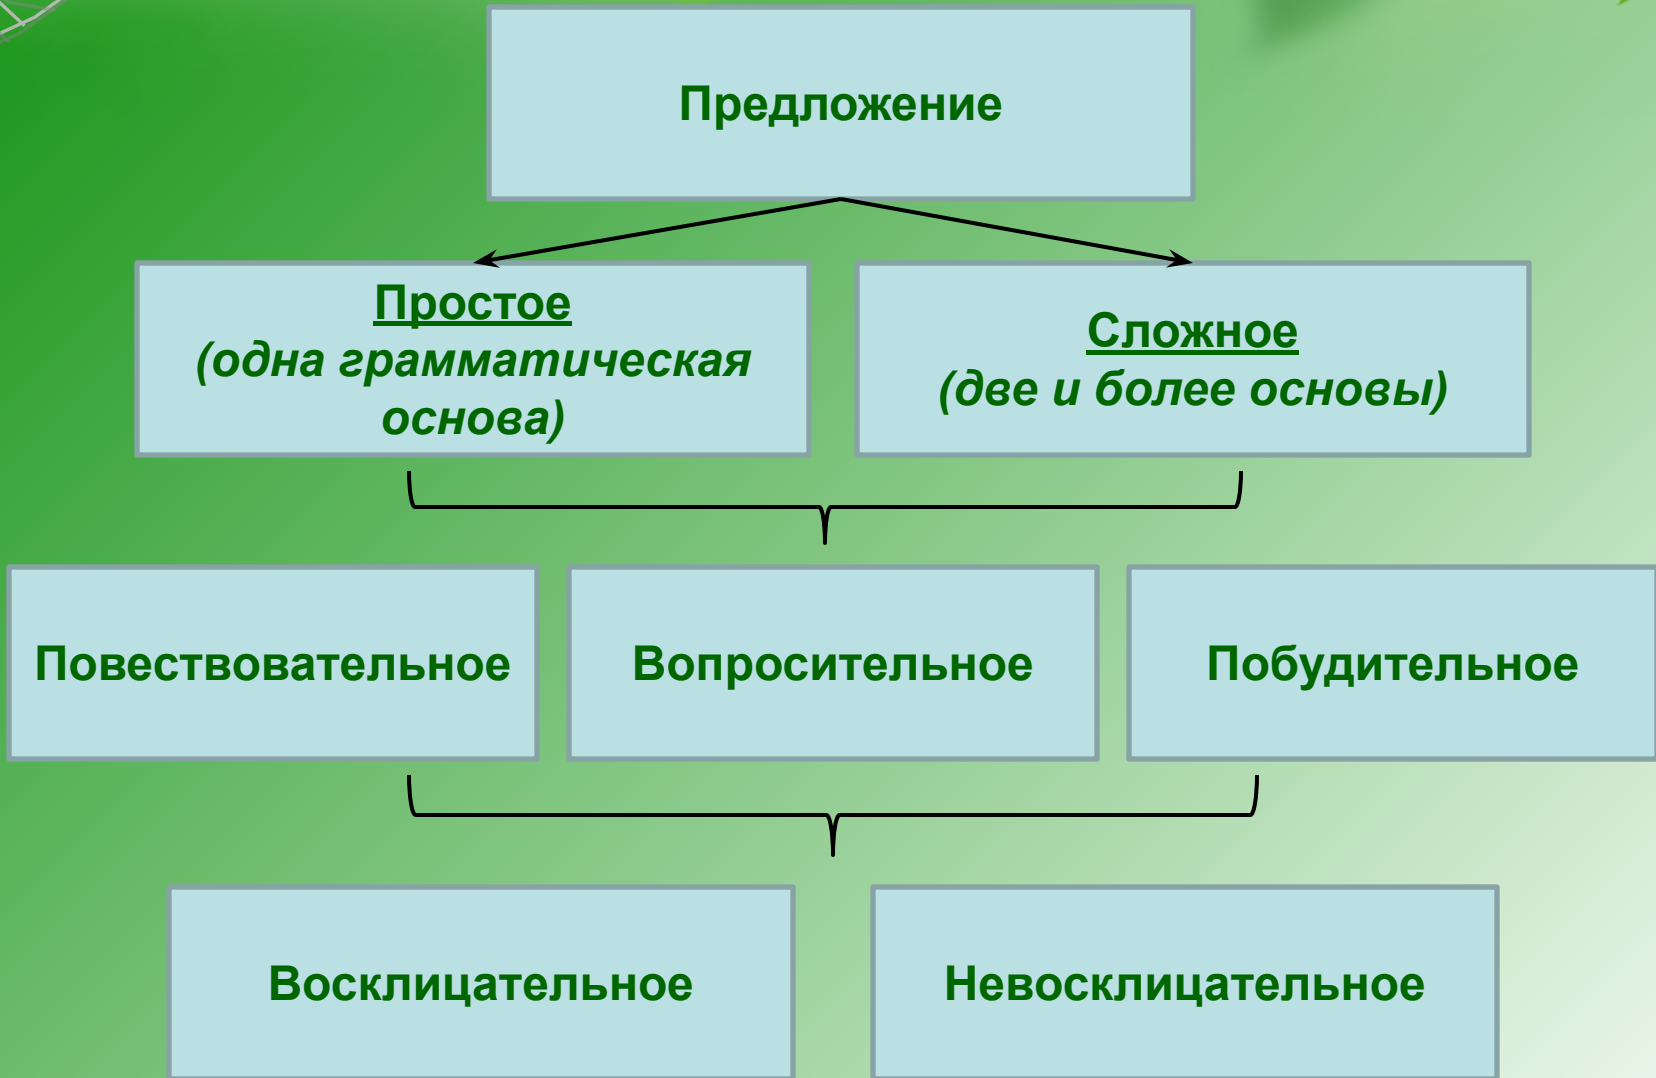 Предложение
Простое
(одна грамматическая
основа)
Сложное
(две и более основы)
Повествовательное
Вопросительное
Побудительное
Восклицательное
Невосклицательное